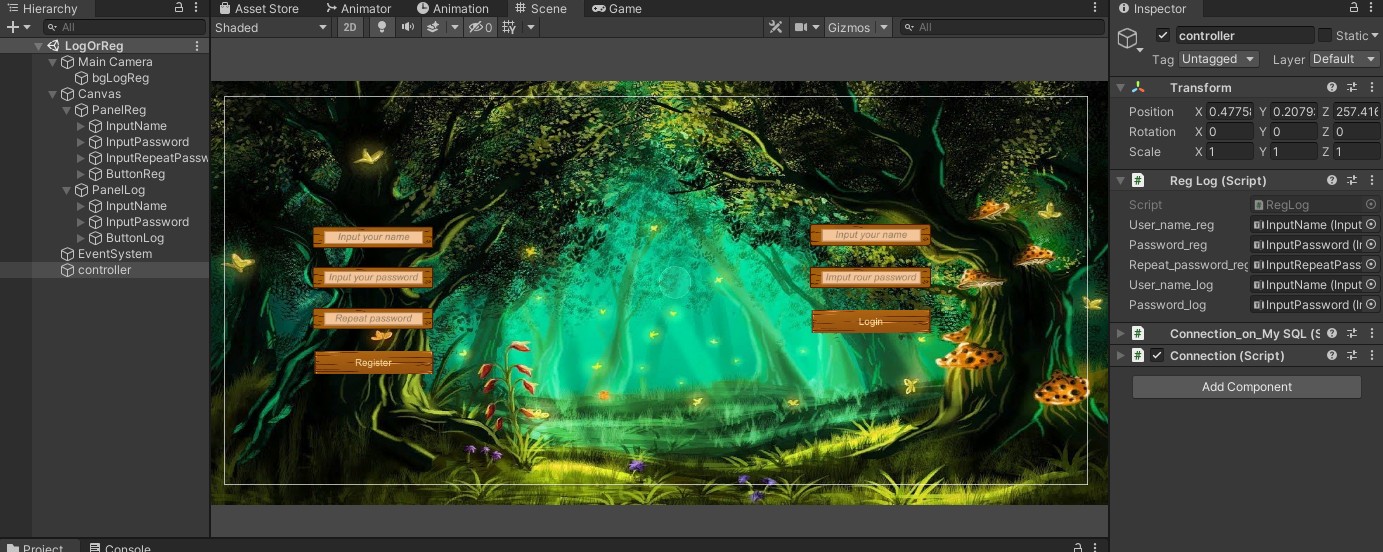 Hierarchy
All
LogOrReg
Main Camera
bgLogReg
Canvas
PanelReg
InputName
InputPassword
InputRepeatPassw
ButtonReg
PanelLog
InputName
InputPassword
ButtonLog
EventSystem
controller
Asset Store Animator Animation Scene Game
Shaded 2D 0 Gizmos All
Input your name
Input your password
Repeat password
Register
Input your name
Imput rour password
Login
Inspector
controller Static
Tag Untagged Layer Default
Transform
Position X 0.4775 Y 0.2079 Z 257.416
Rotation X 0 Y 0 Z 0
Scale X 1 Y 1 Z 1
# Reg Log (Script)
Script # RegLog
User_name_reg InputName (Input
Password_reg InputPassword (I
Repeat_password_reg InputRepeatPass
User_name_log InputName (Input
Password_log InputPassword (I
# Connection_on_My SQL (S
# Connection (Script)
Add Component
Project Console